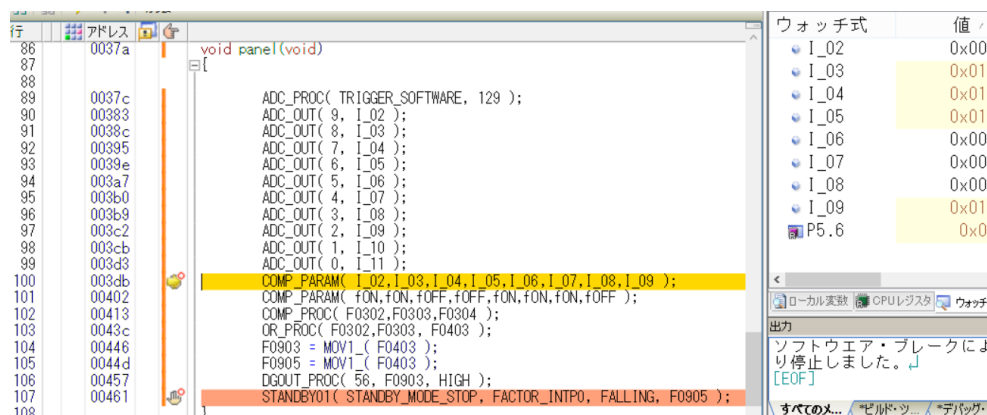 行 アドレス
86 0037a void panel(void)
87 {
88
89 0037c ADC_PROC( TRIGGER_SOFTWARE, 129 );
90 00383 ADC_OUT( 9, I_02 );
91 0038c ADC_OUT( 8, I_03 );
92 00395 ADC_OUT( 7, I_04 );
93 0039e ADC_OUT( 6, I_05 );
94 003a7 ADC_OUT( 5, I_06 );
95 003b0 ADC_OUT( 4, I_07 );
96 003b9 ADC_OUT( 3, I_08 );
97 003c2 ADC_OUT( 2, I_09 );
98 003cb ADC_OUT( 1, I_10 );
99 003d3 ADC_OUT( 0, I_11 );
100 003db COMP_PARAM( I_02,I_03,I_04,I_05,I_06,I_07,I_08,I_09 );
101 00402 COMP_PARAM( fON,fON,fOFF,fOFF,fON,fON,fON,fOFF );
102 00413 COMP_PROC( F0302,F0303,F0304 );
103 0043c OR_PROC( F0302,F0303, F0403 );
104 00446 F0903 = MOV1_( F0403 );
105 0044d F0905 = MOV1_( F0403 );
106 00457 DGOUT_PROC( 56, F0903, HIGH );
107 00461 STANDBY01( STANDBY_MODE_STOP, FACTOR_INTP0, FALLING, F0905 );
108 }
ウォッチ式 値
I_02 0x00
I_03 0x01
I_04 0x01
I_05 0x01
I_06 0x00
I_07 0x00
I_08 0x00
I_09 0x01
P5.6 0x0
ローカル変数 CPUレジスタ ウォッチ
出力
ソフトウエア・ブレークによ
り停止しました。↲
[EOF]
すべてのメ... *ビルド・ツ... *デバッグ・